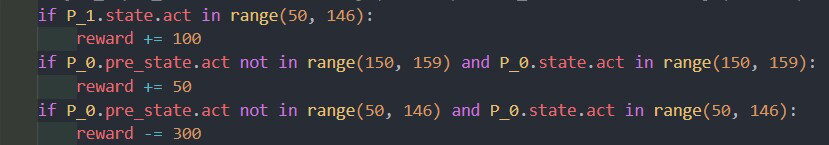 if P_1.state.act in range(50, 146):
reward += 100
if P_0.pre_state.act not in range(150, 159) and P_0.state.act in range(150, 159):
reward += 50
if P_0.pre_state.act not in range(50, 146) and P_0.state.act in range(50, 146):
reward -= 300